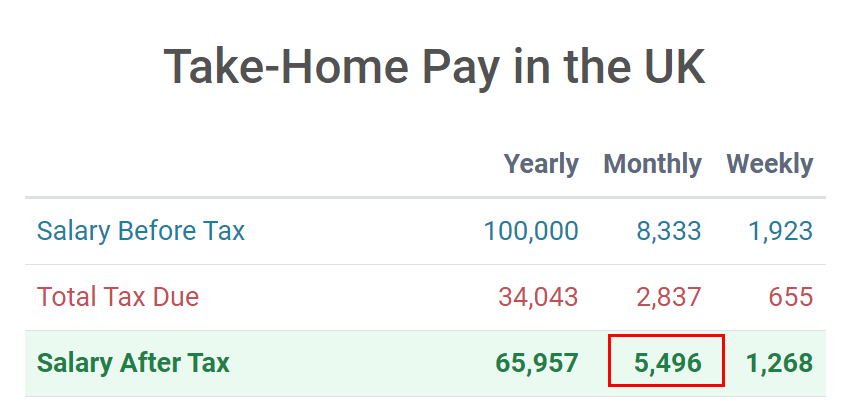 Take-Home Pay in the UK
Yearly Monthly Weekly
Salary Before Tax 100,000 8,333 1,923
Total Tax Due 34,043 2,837 655
Salary After Tax 65,957 5,496 1,268